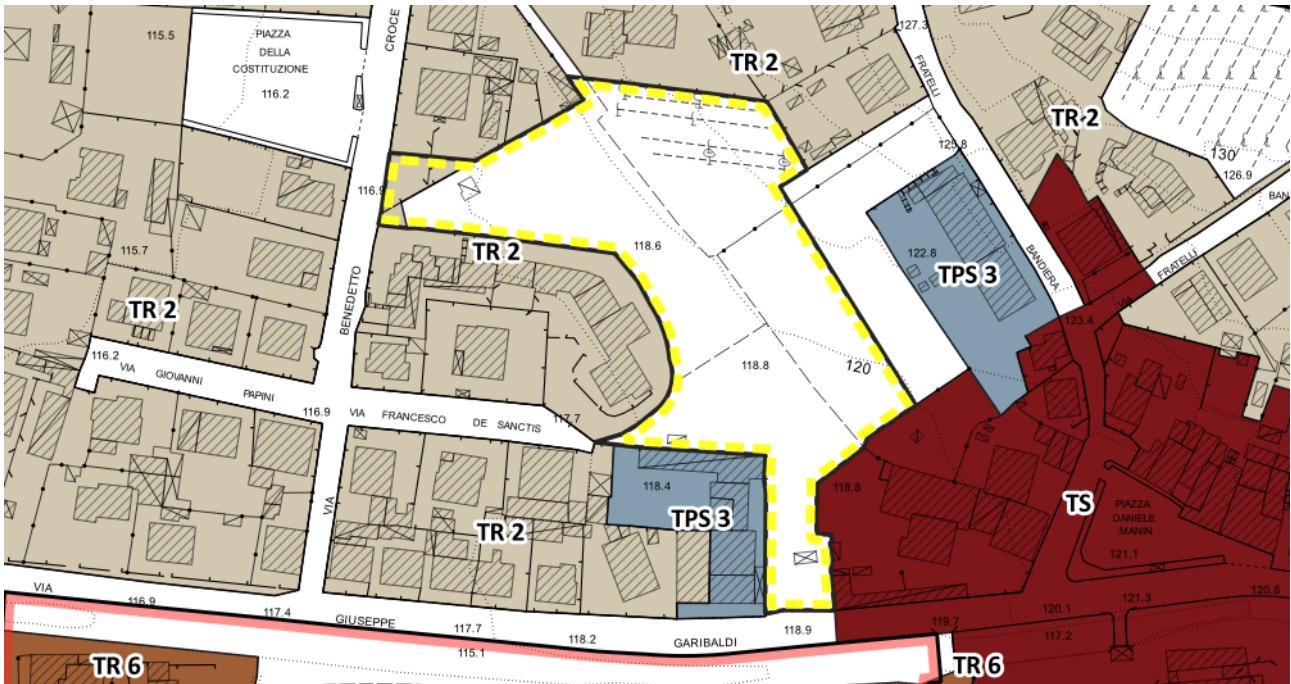 115.5
PIAZZA
DELLA
COSTITUZIONE
116.2
CROCE
TR 2
127.3
FRATELLI
TR 2
125.8
130
126.9
116.9
118.6
TR 2
115.7
TR 2
BENEDETTO
122.8
TPS 3
BANDIERA
BAN
FRATELLI
VIA
123.4
116.2
VIA GIOVANNI
PAPINI
116.9
VIA FRANCESCO DE SANCTIS
117.7
118.8
120
118.4
TPS 3
118.8
TR 2
VIA
TS
PIAZZA
DANIELE
MANIN
121.1
VIA
116.9
117.4
GIUSEPPE
117.7
115.1
118.2
GARIBALDI
118.9
119.7
120.1
117.2
121.3
120.8
TR 6
TR 6